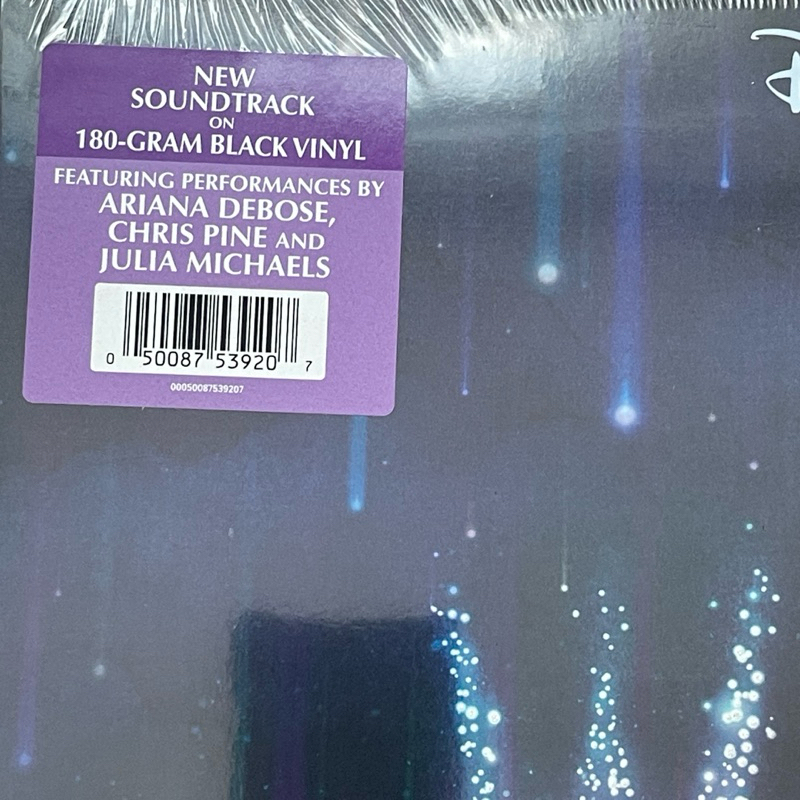 NEW
SOUNDTRACK
ON
180-GRAM BLACK VINYL
FEATURING PERFORMANCES BY
ARIANA DEBOSE,
CHRIS PINE AND
JULIA MICHAELS
0 50087 53920 7
00050087539207